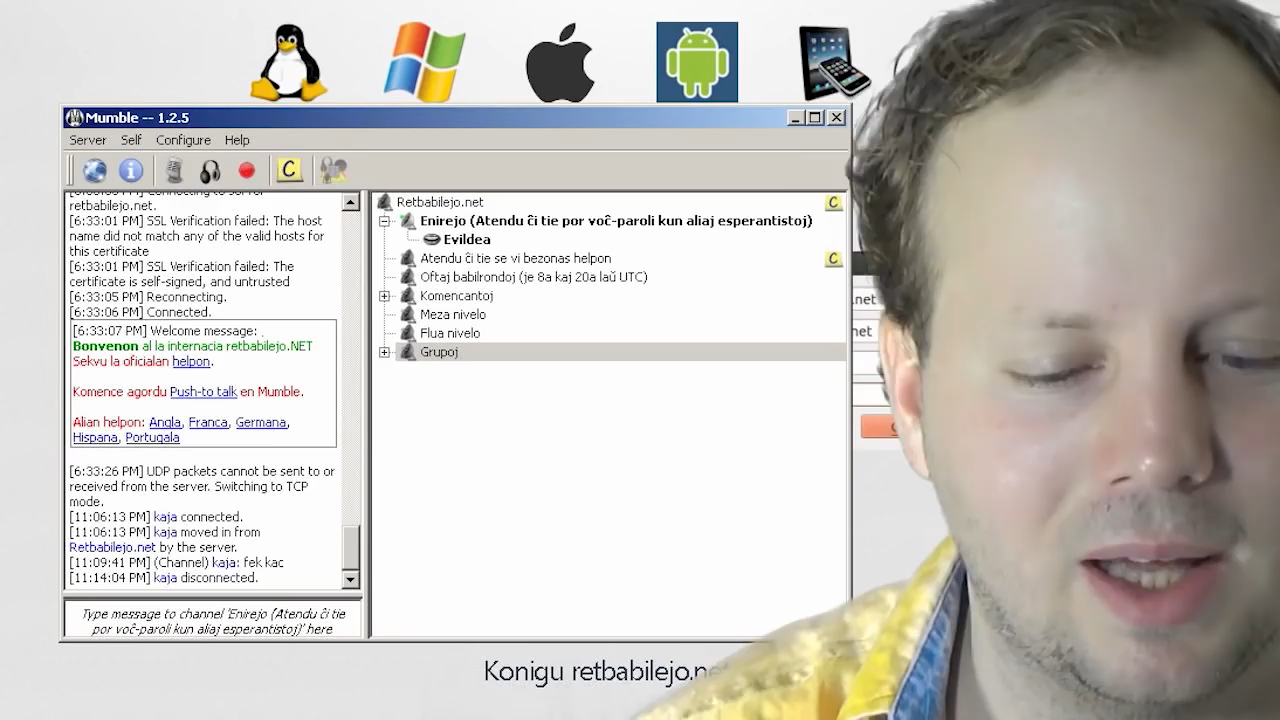 Mumble -- 1.2.5
Server Self Configure Help
retbabilejo.net.
[6:33:01 PM] SSL Verification failed: The host
name did not match any of the valid hosts for
this certificate
[6:33:01 PM] SSL Verification failed: The
certificate is self-signed, and untrusted
[6:33:05 PM] Reconnecting.
[6:33:06 PM] Connected.
[6:33:07 PM] Welcome message:
Bonvenon al la internacia retbabilejo.NET
Sekvu la oficialan helpon.
Komence agordu Push-to talk en Mumble.
Alian helpon: Angla, Franca, Germana,
Hispana, Portugala
[6:33:26 PM] UDP packets cannot be sent to or
received from the server. Switching to TCP
mode.
[11:06:13 PM] kaja connected.
[11:06:13 PM] kaja moved in from
Retbabilejo.net by the server.
[11:09:41 PM] (Channel) kaja: fek kac
[11:14:04 PM] kaja disconnected.
Type message to channel 'Enirejo (Atendu ĉi tie
por voĉ-paroli kun aliaj esperantistoj)' here
Retbabilejo.net
Enirejo (Atendu ĉi tie por voĉ-paroli kun aliaj esperantistoj)
Evildea
Atendu ĉi tie se vi bezonas helpon
Oftaj babilrondoj (je 8a kaj 20a laŭ UTC)
Komencantoj
Meza nivelo
Flua nivelo
Grupoj
.net
net
Konigu retbabilejo.ne